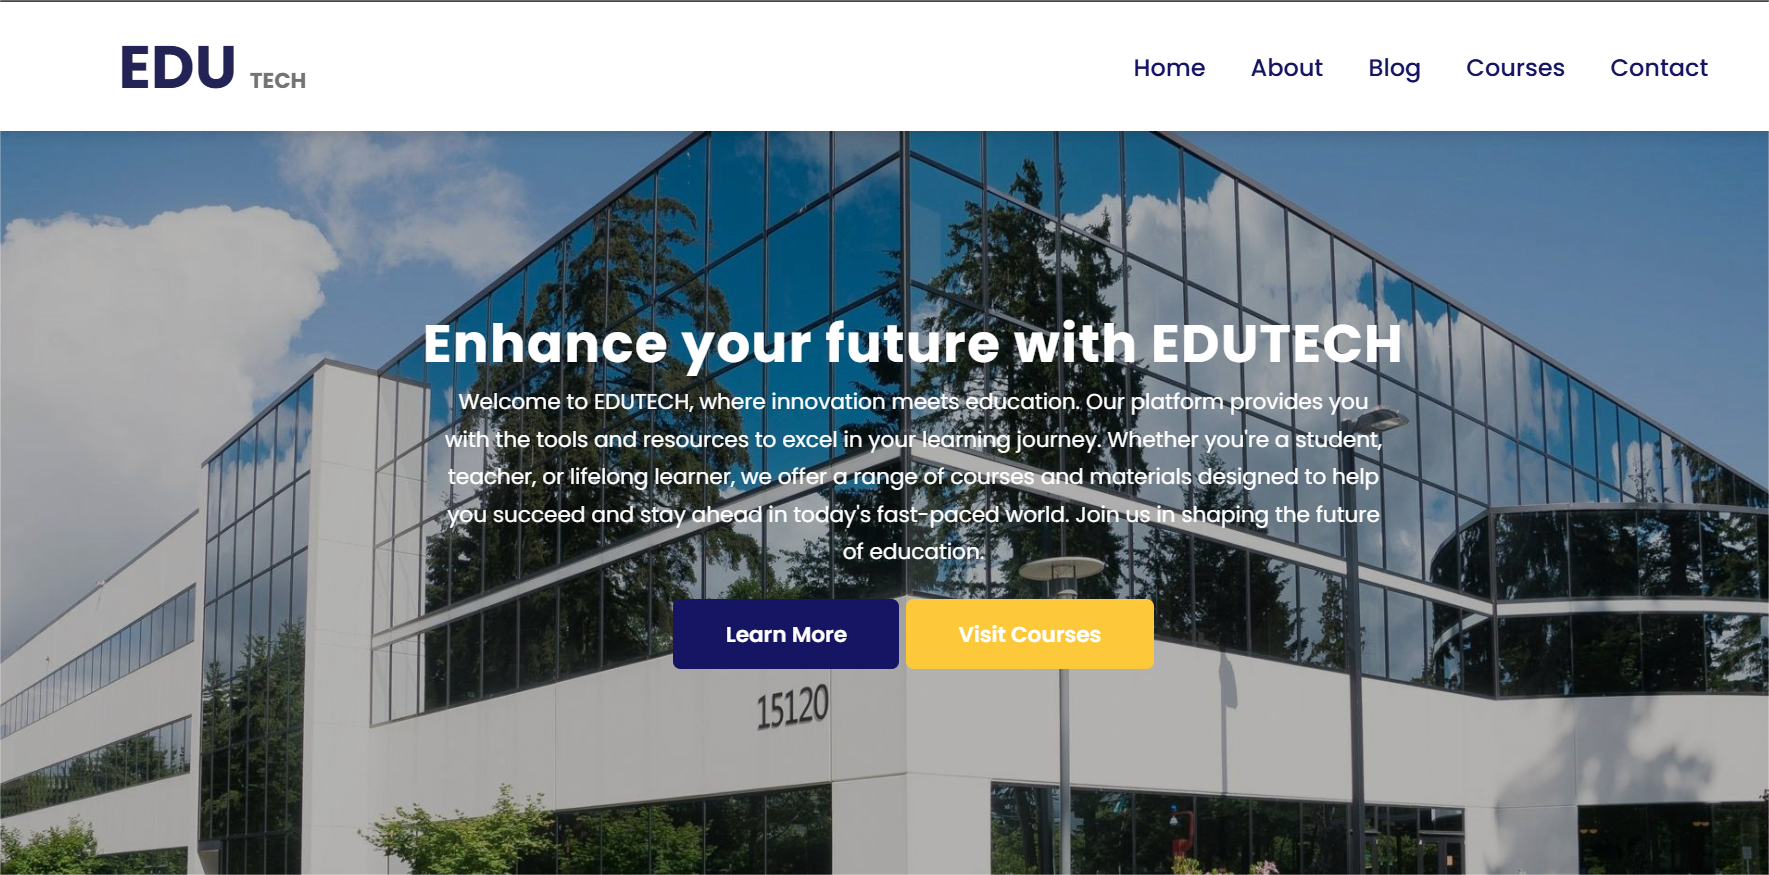 EDU TECH
Home About Blog Courses Contact
Enhance your future with EDUTECH
Welcome to EDUTECH, where innovation meets education. Our platform provides you
with the tools and resources to excel in your learning journey. Whether you're a student,
teacher, or lifelong learner, we offer a range of courses and materials designed to help
you succeed and stay ahead in today's fast-paced world. Join us in shaping the future
of education.
Learn More Visit Courses
15120